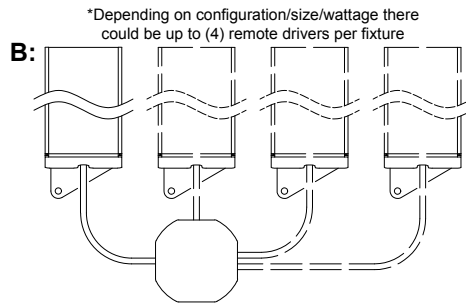 *Depending on configuration/size/wattage there
could be up to (4) remote drivers per fixture
B: